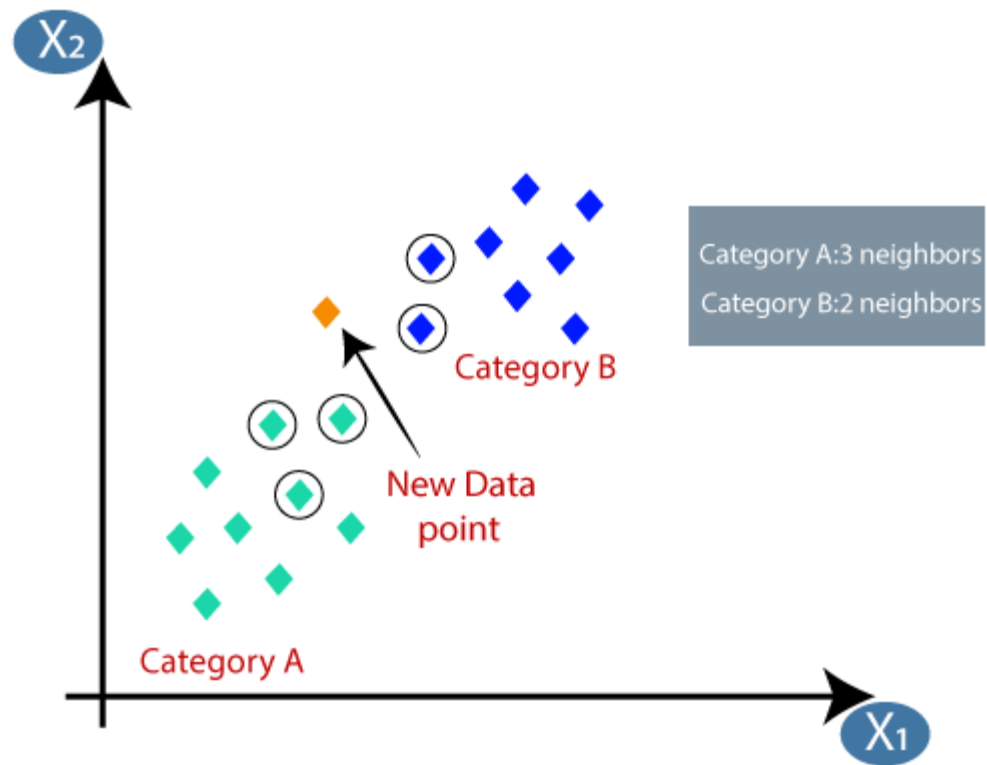 X₂
Category A:3 neighbors
Category B:2 neighbors
Category B
New Data
point
Category A
X₁